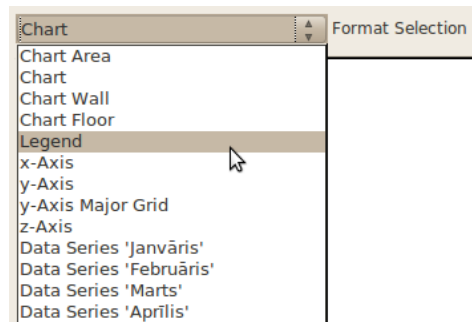 Chart Format Selection
Chart Area
Chart
Chart Wall
Chart Floor
Legend
x-Axis
y-Axis
y-Axis Major Grid
z-Axis
Data Series 'Janvāris'
Data Series 'Februāris'
Data Series 'Marts'
Data Series 'Aprīlis'